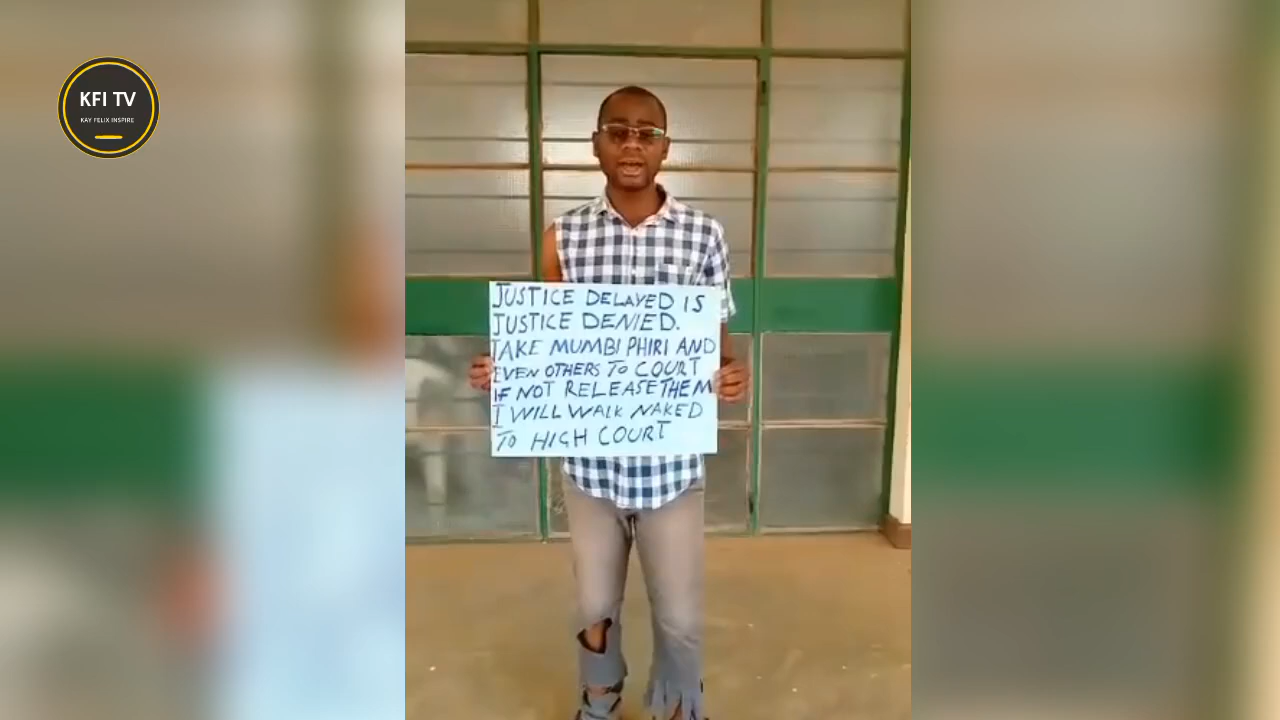 KFI TV
KAY FELIX INSPIRE
JUSTICE DELAYED IS
JUSTICE DENIED.
TAKE MUMBI PHIRI AND
EVEN OTHERS TO COURT
IF NOT RELEASE THEM
I WILL WALK NAKED
TO HIGH COURT